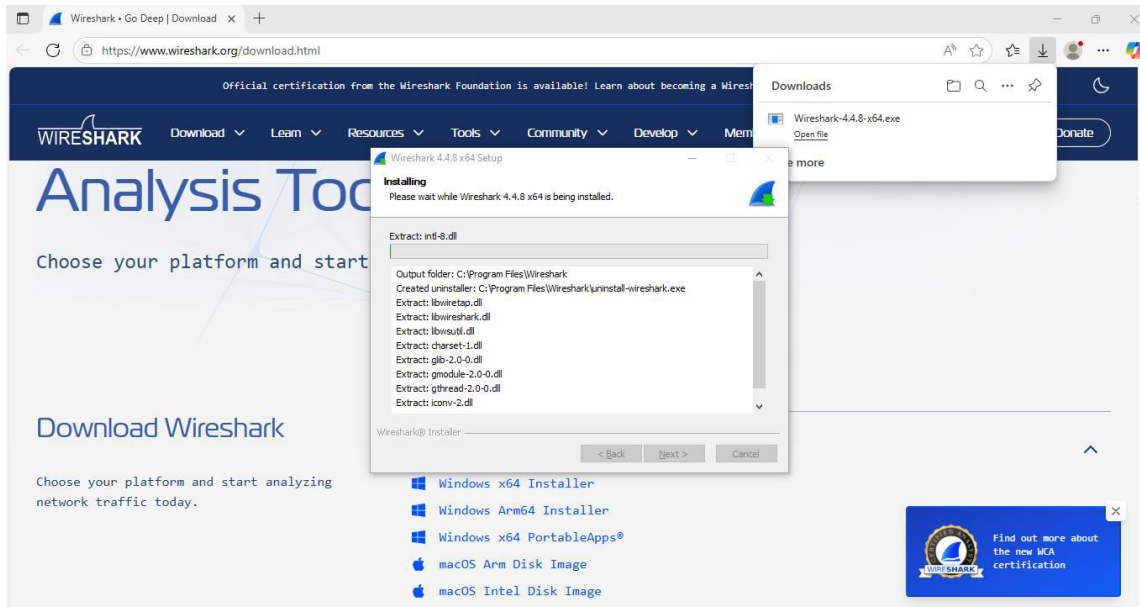 Wireshark • Go Deep | Download
https://www.wireshark.org/download.html
Official certification from the Wireshark Foundation is available! Learn about becoming a
WIRESHARK Download Learn Resources Tools Community Develop Donate
Downloads
Wireshark-4.4.8-x64.exe
Open file
more
Analysis
Choose your platform and start
Wireshark 4.4.8 x64 Setup
Installing
Please wait while Wireshark 4.4.8 x64 is being installed.
Extract: intl-8.dll
Output folder: C:\Program Files\Wireshark
Created uninstaller: C:\Program Files\Wireshark\uninstall-wireshark.exe
Extract: libwiretap.dll
Extract: libwireshark.dll
Extract: libwsutil.dll
Extract: charset-1.dll
Extract: glib-2.0-0.dll
Extract: gmodule-2.0-0.dll
Extract: gthread-2.0-0.dll
Extract: iconv-2.dll
Wireshark® Installer
< Back Next > Cancel
Download Wireshark
Choose your platform and start analyzing
network traffic today.
Windows x64 Installer
Windows Arm64 Installer
Windows x64 PortableApps®
macOS Arm Disk Image
macOS Intel Disk Image
Find out more about
the new WCA
certification
WIRESHARK